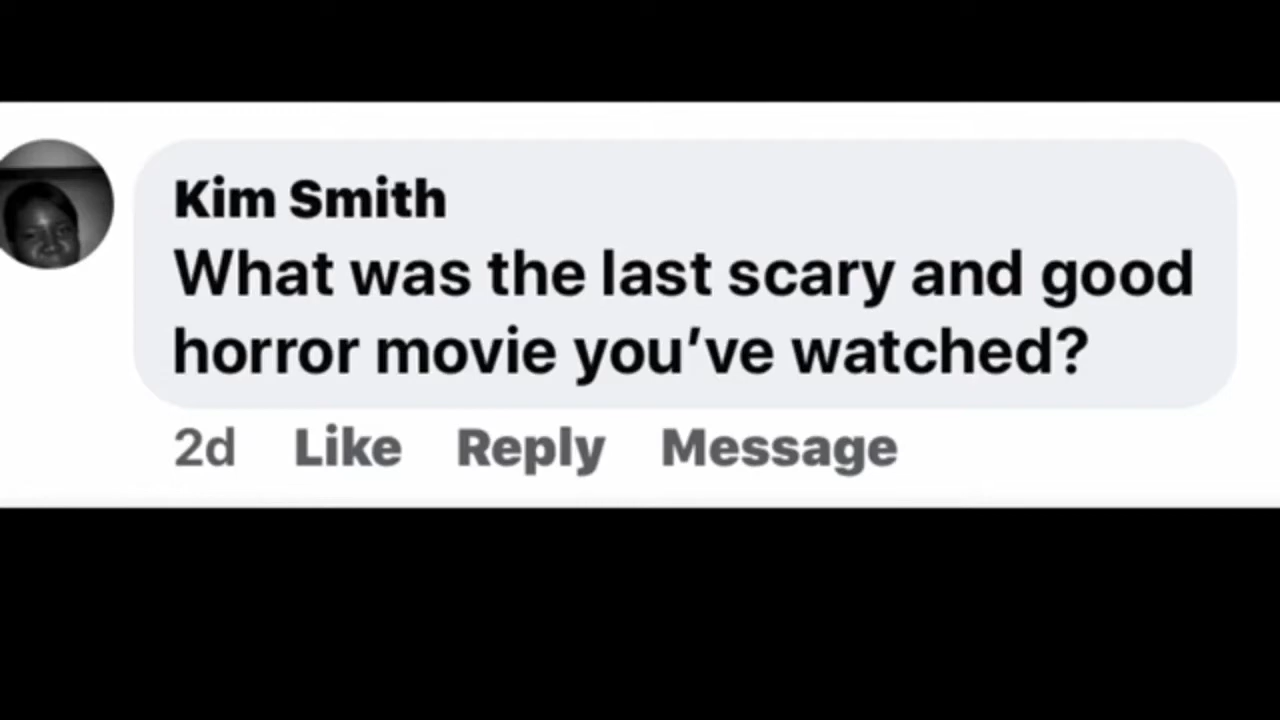 Kim Smith
What was the last scary and good
horror movie you’ve watched?
2d Like Reply Message